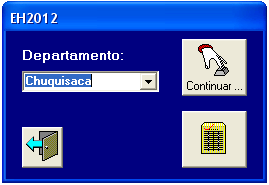 EH2012
Departamento:
Chuquisaca
Continuar ...